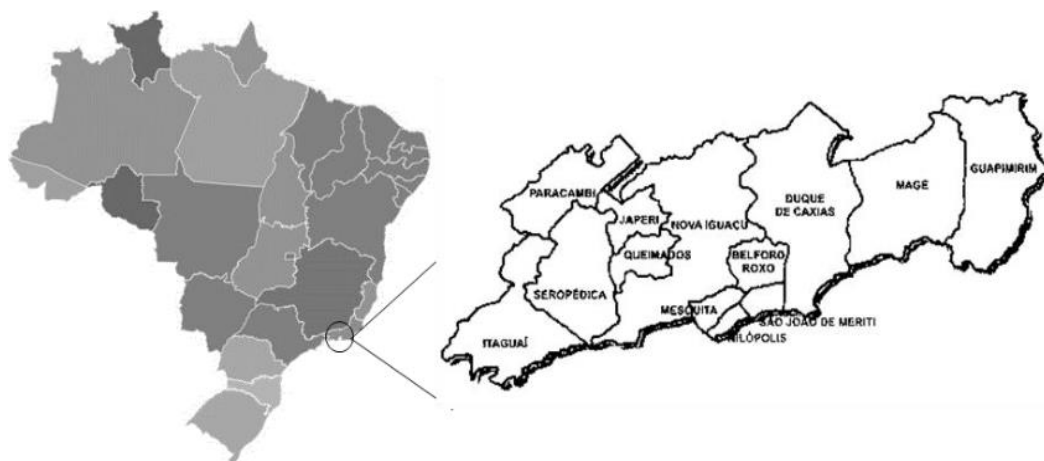 PARACAMBI
JAPERI
NOVA IGUAÇU
QUEIMADOS
SEROPÉDICA
ITAGUAÍ
MESQUITA
NILÓPOLIS
SÃO JOÃO DE MERITI
BELFORO
ROXO
DUQUE
DE CAXIAS
MAGÉ
GUAPIMIRIM